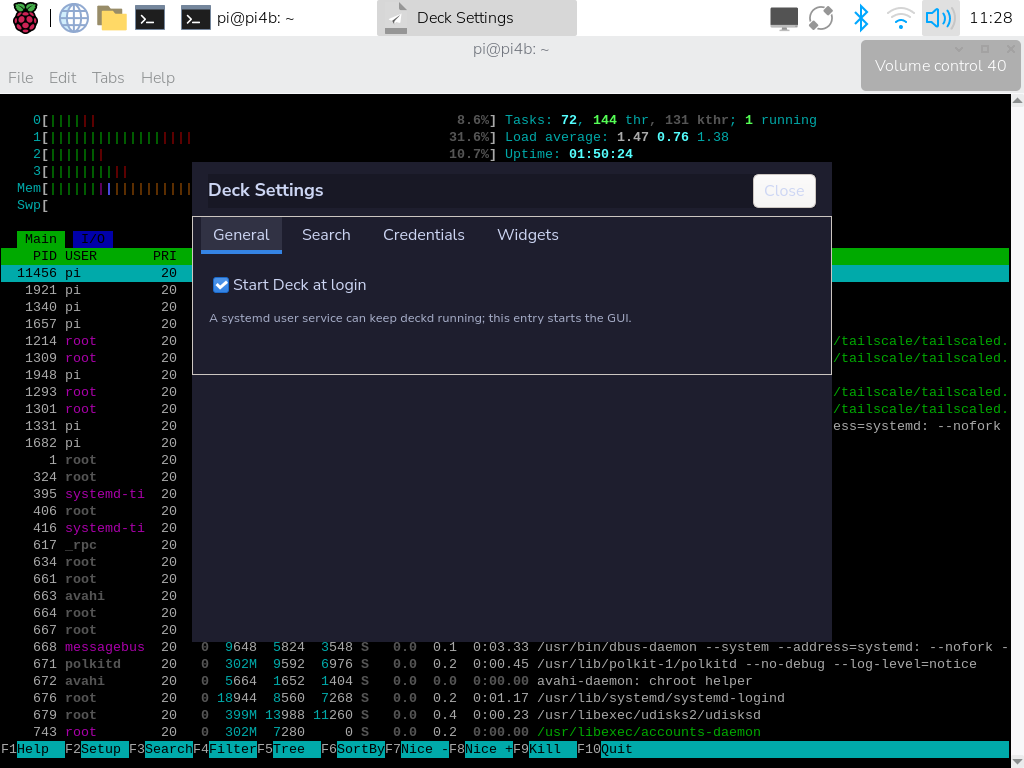 pi@pi4b: ~
Deck Settings
11:28
pi@pi4b: ~
Volume control 40
File Edit Tabs Help
0[|||||| 8.6%] Tasks: 72, 144 thr, 131 kthr; 1 running
1[|||||||||||||||||| 31.6%] Load average: 1.47 0.76 1.38
2[||||||| 10.7%] Uptime: 01:50:24
3[||||||||||
Mem[||||||||||||||||||
Swp[
Deck Settings
Close
General Search Credentials Widgets
Start Deck at login
A systemd user service can keep deckd running; this entry starts the GUI.
Main I/O
PID USER PRI
11456 pi 20
1921 pi 20
1340 pi 20
1657 pi 20
1214 root 20 /tailscale/tailscaled.
1309 root 20 /tailscale/tailscaled.
1948 pi 20
1293 root 20 /tailscale/tailscaled.
1301 root 20 /tailscale/tailscaled.
1331 pi 20 ess=systemd: --nofork
1682 pi 20
1 root 20
324 root 20
395 systemd-ti 20
406 root 20
416 systemd-ti 20
617 _rpc 20
634 root 20
661 root 20
663 avahi 20
664 root 20
667 root 20
668 messagebus 20 0 9648 5824 3548 S 0.0 0.1 0:03.33 /usr/bin/dbus-daemon --system --address=systemd: --nofork -
671 polkitd 20 0 302M 9592 6976 S 0.0 0.2 0:00.45 /usr/lib/polkit-1/polkitd --no-debug --log-level=notice
672 avahi 20 0 5664 1652 1404 S 0.0 0.0 0:00.00 avahi-daemon: chroot helper
676 root 20 0 18944 8560 7268 S 0.0 0.2 0:01.17 /usr/lib/systemd/systemd-logind
679 root 20 0 399M 13988 11260 S 0.0 0.4 0:00.23 /usr/libexec/udisks2/udisksd
743 root 20 0 302M 7280 0 S 0.0 0.2 0:00.00 /usr/libexec/accounts-daemon
F1Help F2Setup F3SearchF4FilterF5Tree F6SortByF7Nice -F8Nice +F9Kill F10Quit